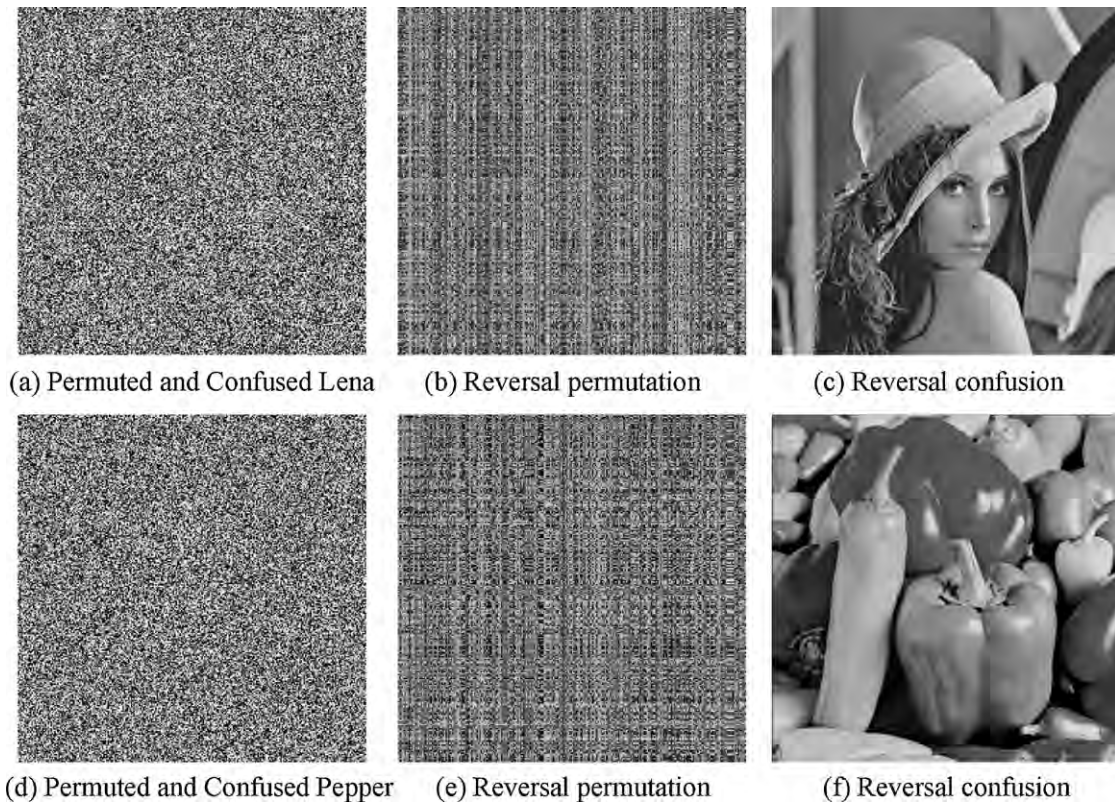 (a) Permuted and Confused Lena
(b) Reversal permutation
(c) Reversal confusion
(d) Permuted and Confused Pepper
(e) Reversal permutation
(f) Reversal confusion